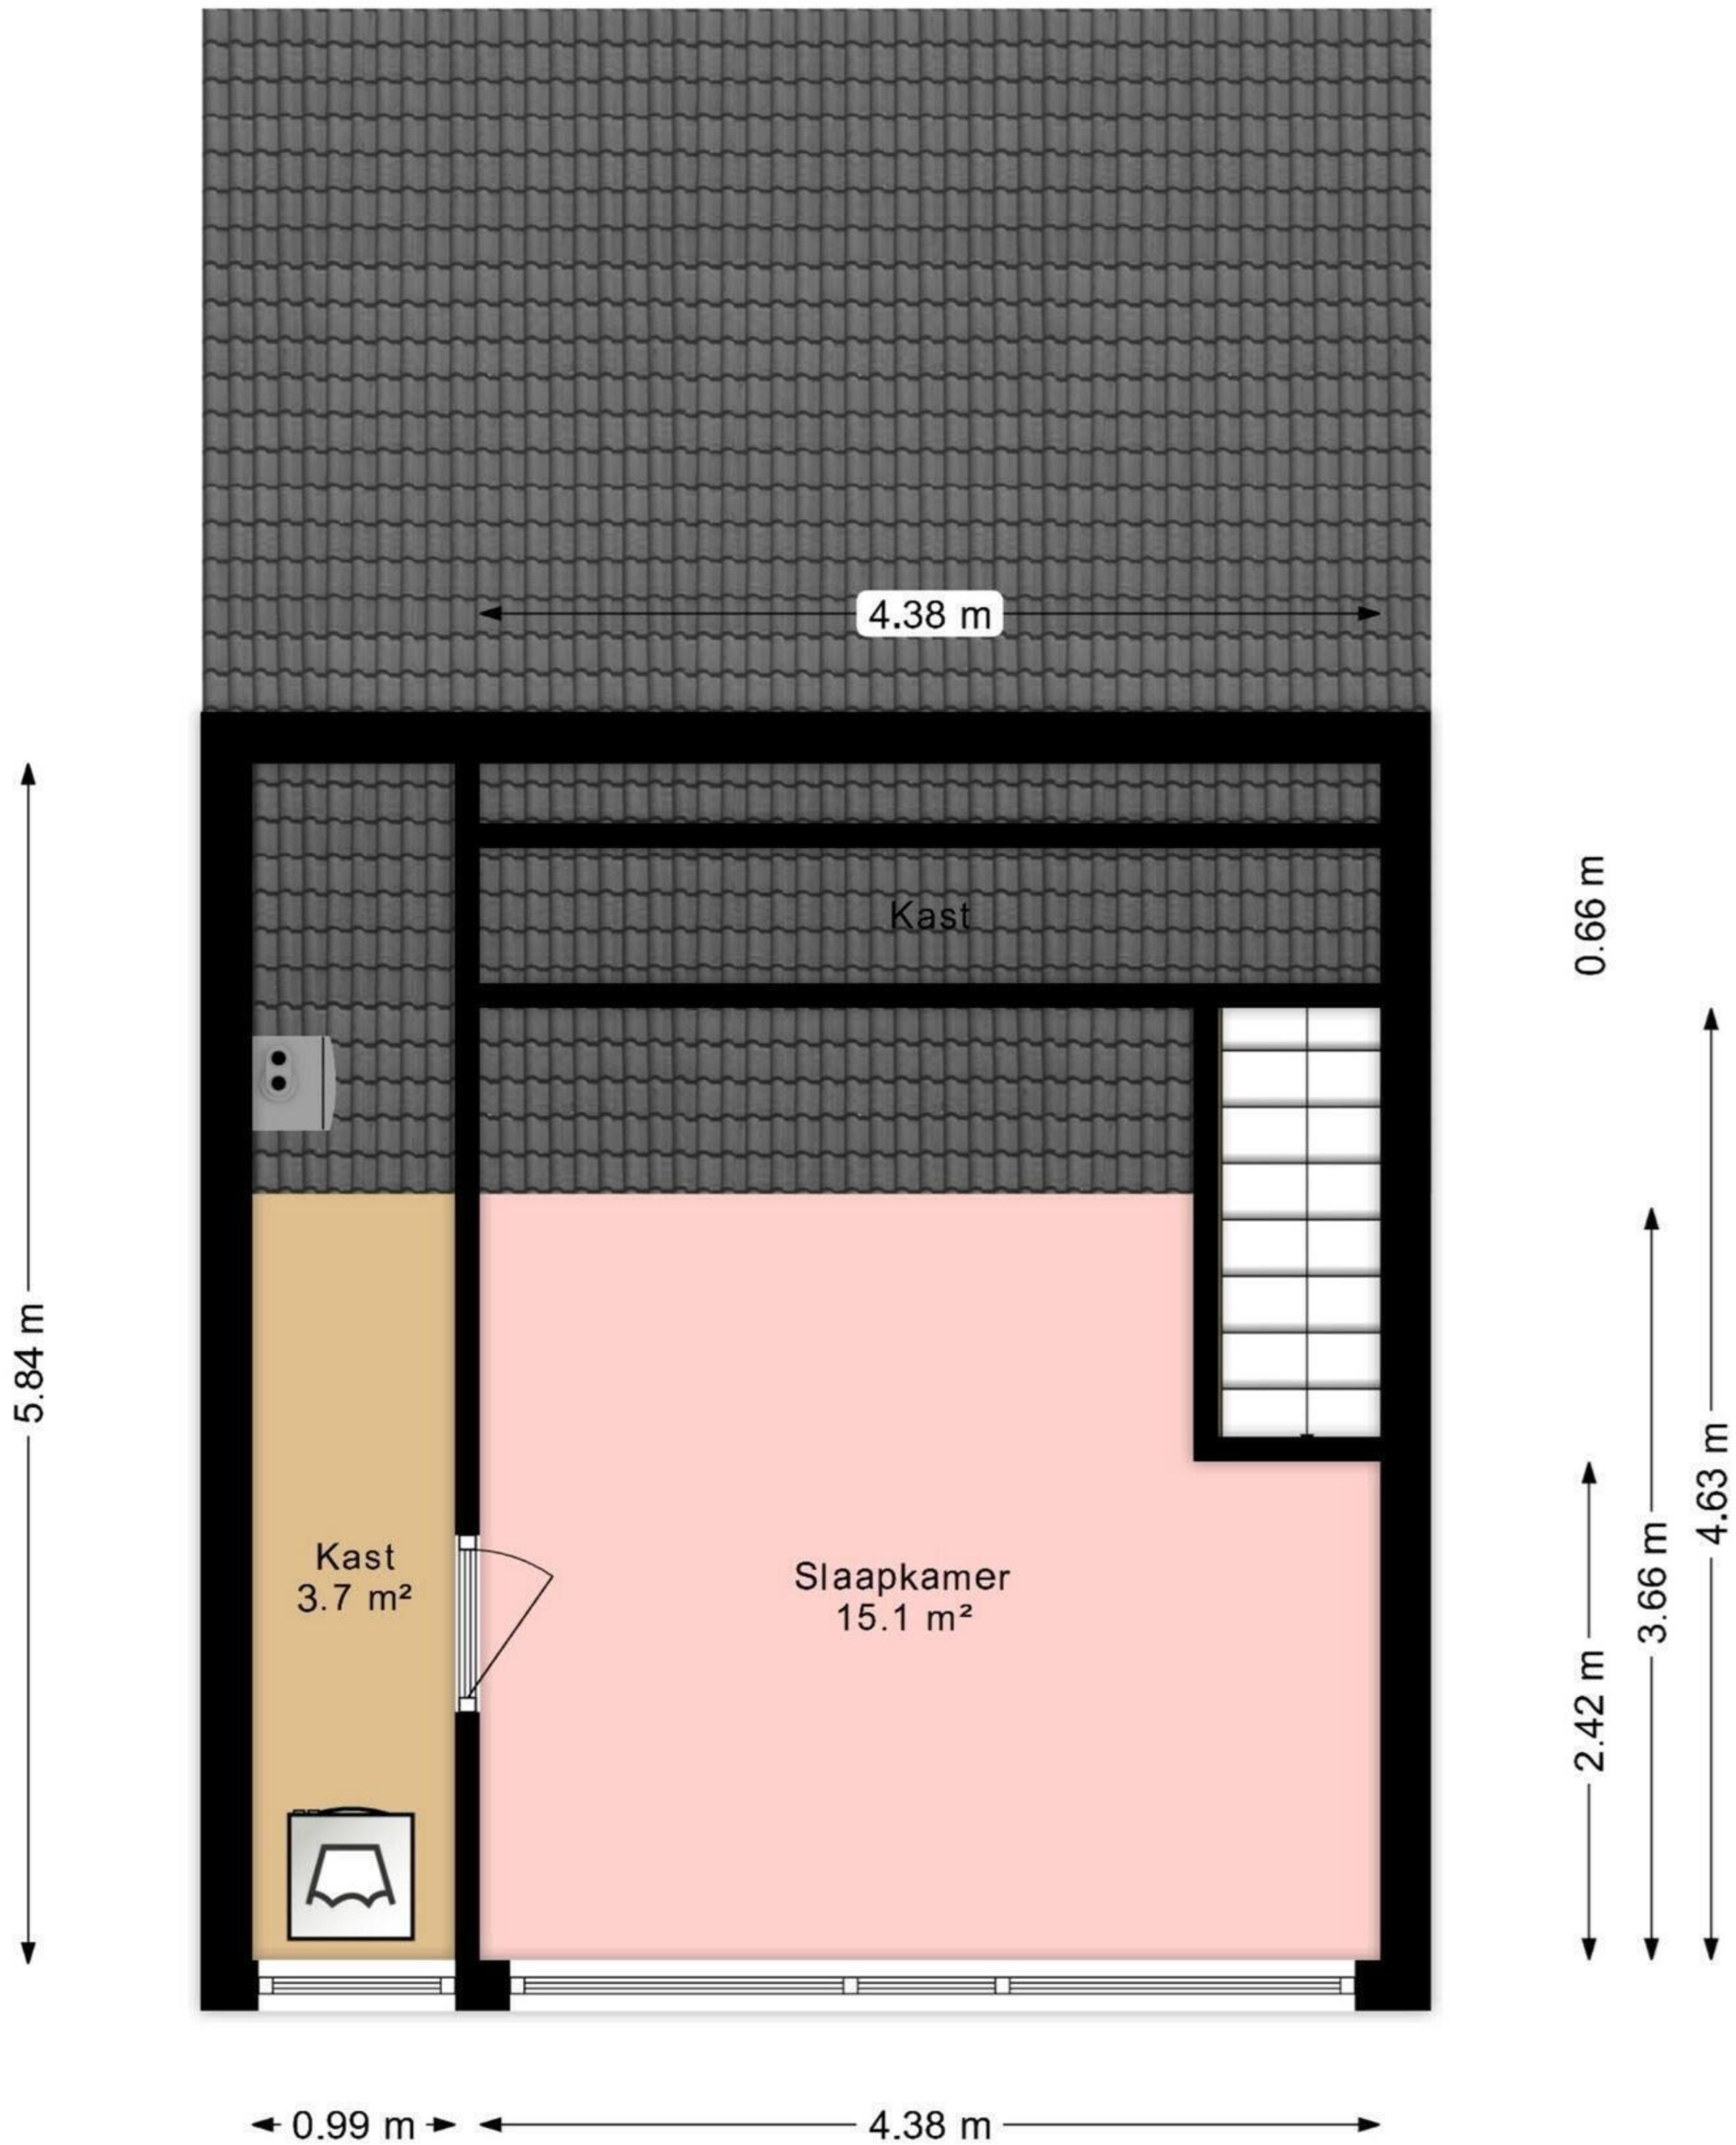 4.38 m
Kast
0.66 m
5.84 m
4.63 m
3.66 m
2.42 m
Kast
3.7 m²
Slaapkamer
15.1 m²
0.99 m
4.38 m